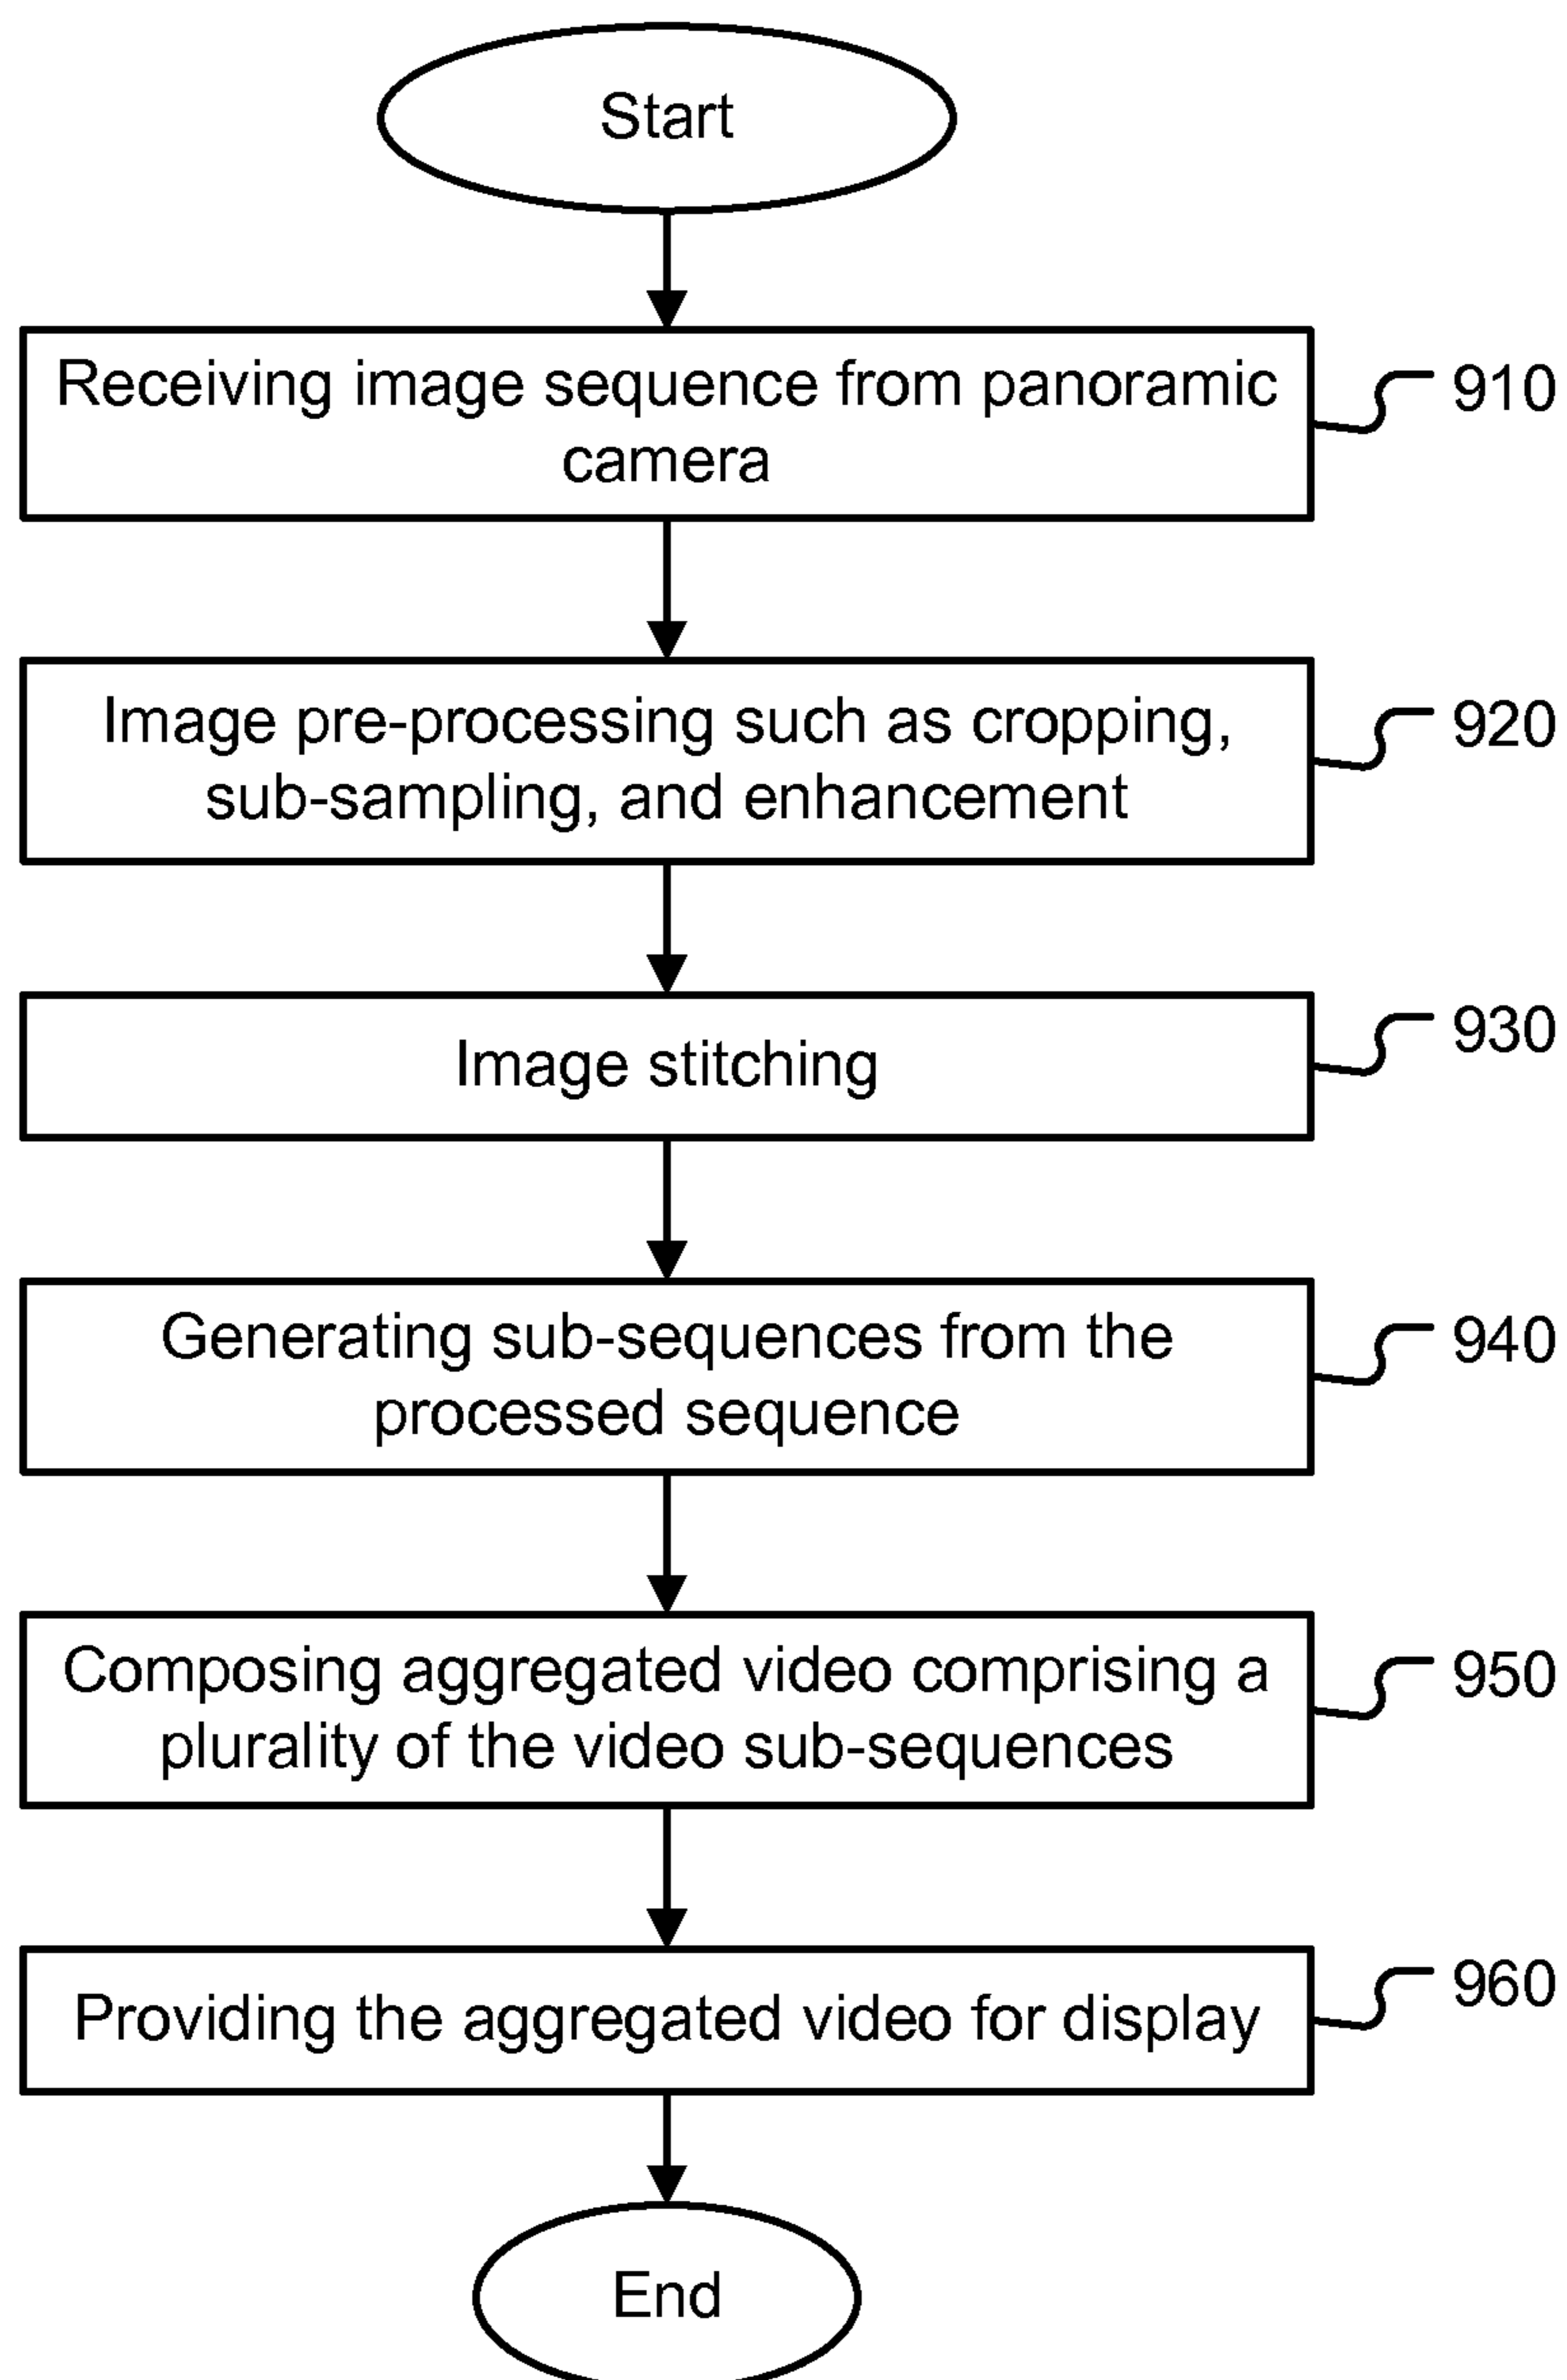 Start
Receiving image sequence from panoramic
camera
910
Image pre-processing such as cropping,
sub-sampling, and enhancement
920
Image stitching
930
Generating sub-sequences from the
processed sequence
940
Composing aggregated video comprising a
plurality of the video sub-sequences
950
Providing the aggregated video for display
960
End